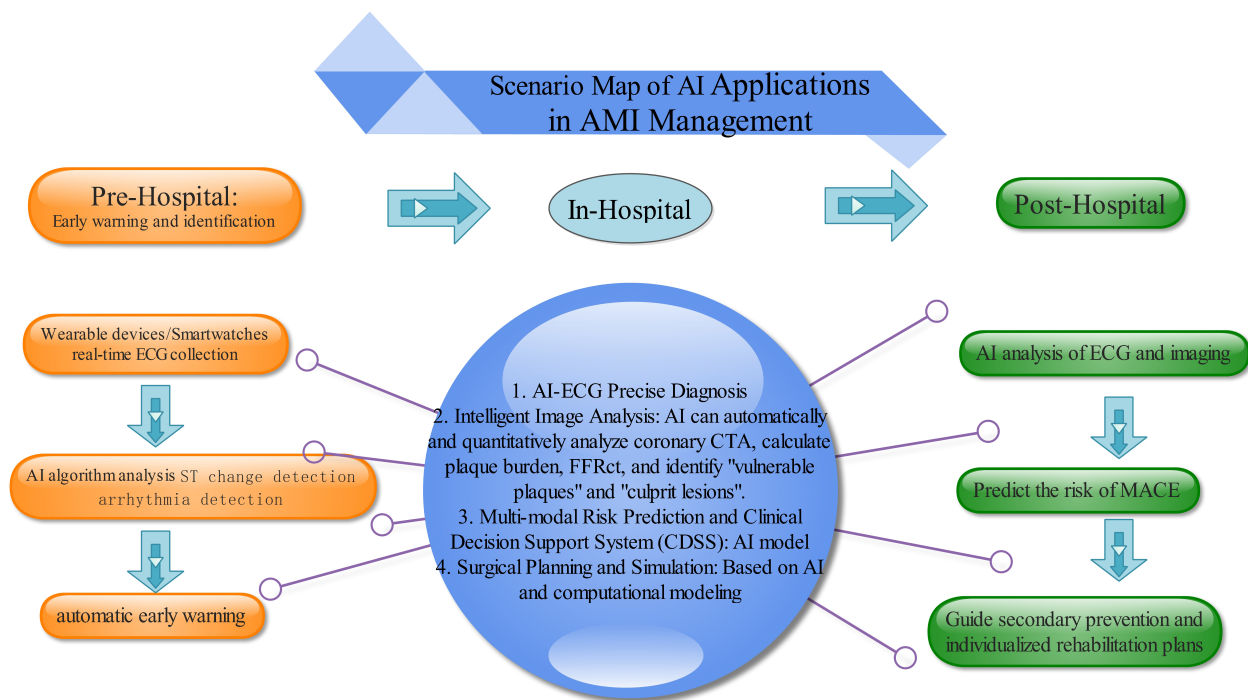 Scenario Map of AI Applications
in AMI Management
Pre-Hospital:
Early warning and identification
In-Hospital
Post-Hospital
Wearable devices/Smartwatches
real-time ECG collection
AI algorithm analysis ST change detection
arrhythmia detection
automatic early warning
1. AI-ECG Precise Diagnosis
2. Intelligent Image Analysis: AI can automatically
and quantitatively analyze coronary CTA, calculate
plaque burden, FFRct, and identify "vulnerable
plaques" and "culprit lesions".
3. Multi-modal Risk Prediction and Clinical
Decision Support System (CDSS): AI model
4. Surgical Planning and Simulation: Based on AI
and computational modeling
AI analysis of ECG and imaging
Predict the risk of MACE
Guide secondary prevention and
individualized rehabilitation plans